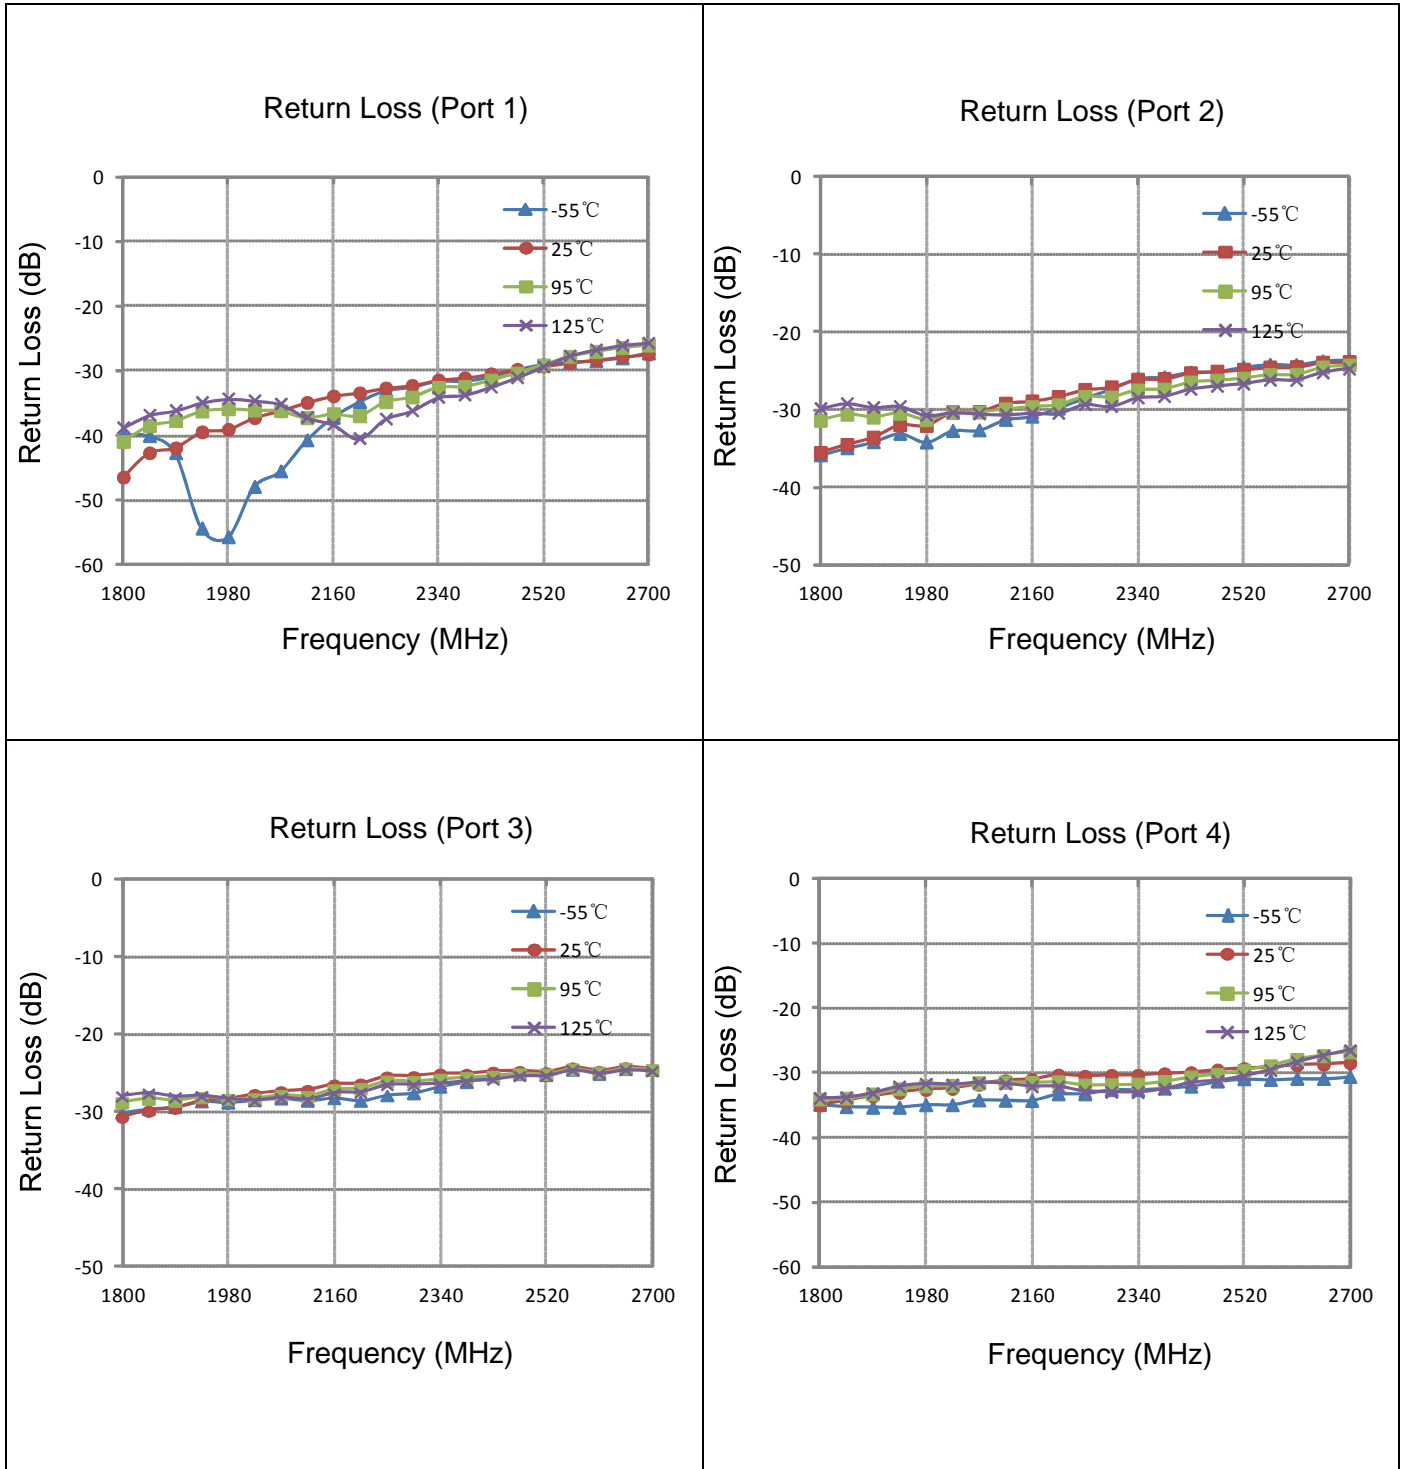 Return Loss (Port 1)
Return Loss (dB)
0
-10
-20
-30
-40
-50
-60
-55℃
25℃
95℃
125℃
1800 1980 2160 2340 2520 2700
Frequency (MHz)
Return Loss (Port 2)
Return Loss (dB)
0
-10
-20
-30
-40
-50
-55℃
25℃
95℃
125℃
1800 1980 2160 2340 2520 2700
Frequency (MHz)
Return Loss (Port 3)
Return Loss (dB)
0
-10
-20
-30
-40
-50
-55℃
25℃
95℃
125℃
1800 1980 2160 2340 2520 2700
Frequency (MHz)
Return Loss (Port 4)
Return Loss (dB)
0
-10
-20
-30
-40
-50
-60
-55℃
25℃
95℃
125℃
1800 1980 2160 2340 2520 2700
Frequency (MHz)